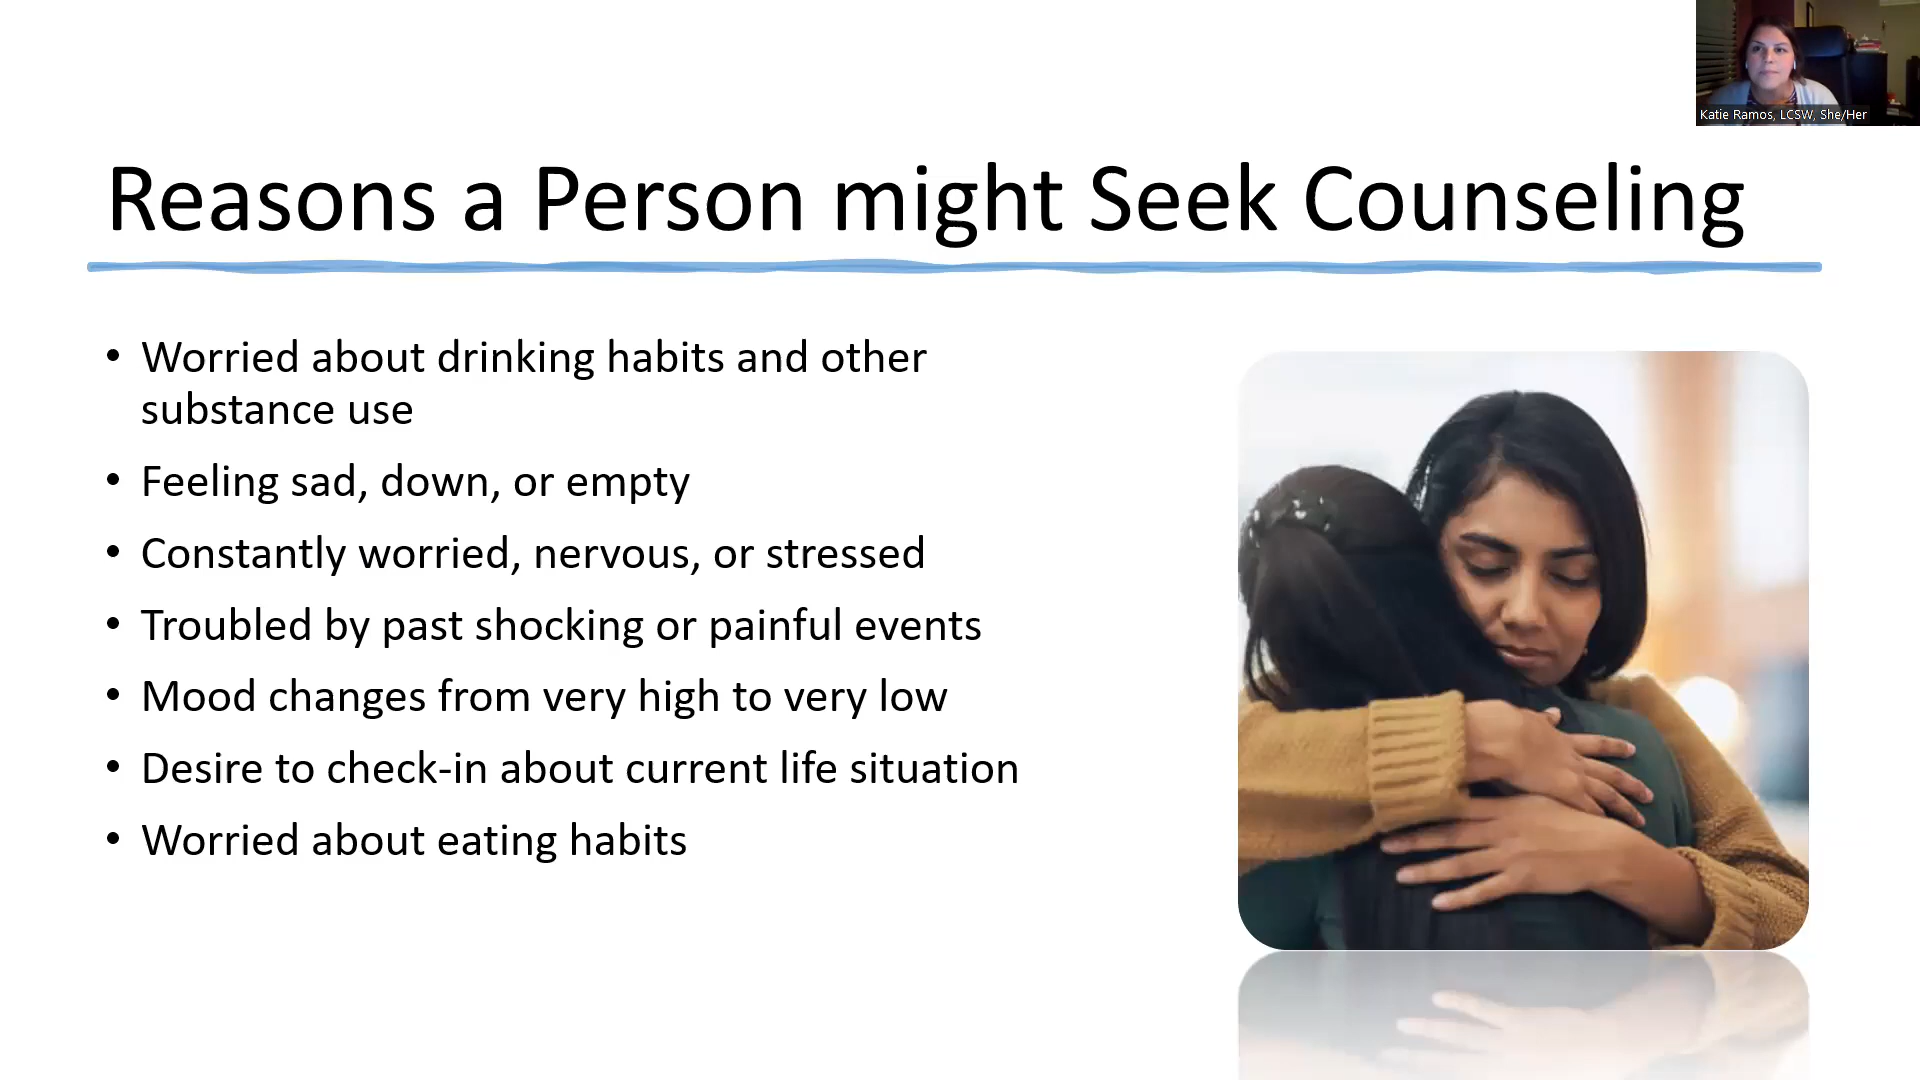 Katie Ramos, LCSW, She/Her
Reasons a Person might Seek Counseling
• Worried about drinking habits and other
substance use
• Feeling sad, down, or empty
• Constantly worried, nervous, or stressed
• Troubled by past shocking or painful events
• Mood changes from very high to very low
• Desire to check-in about current life situation
• Worried about eating habits